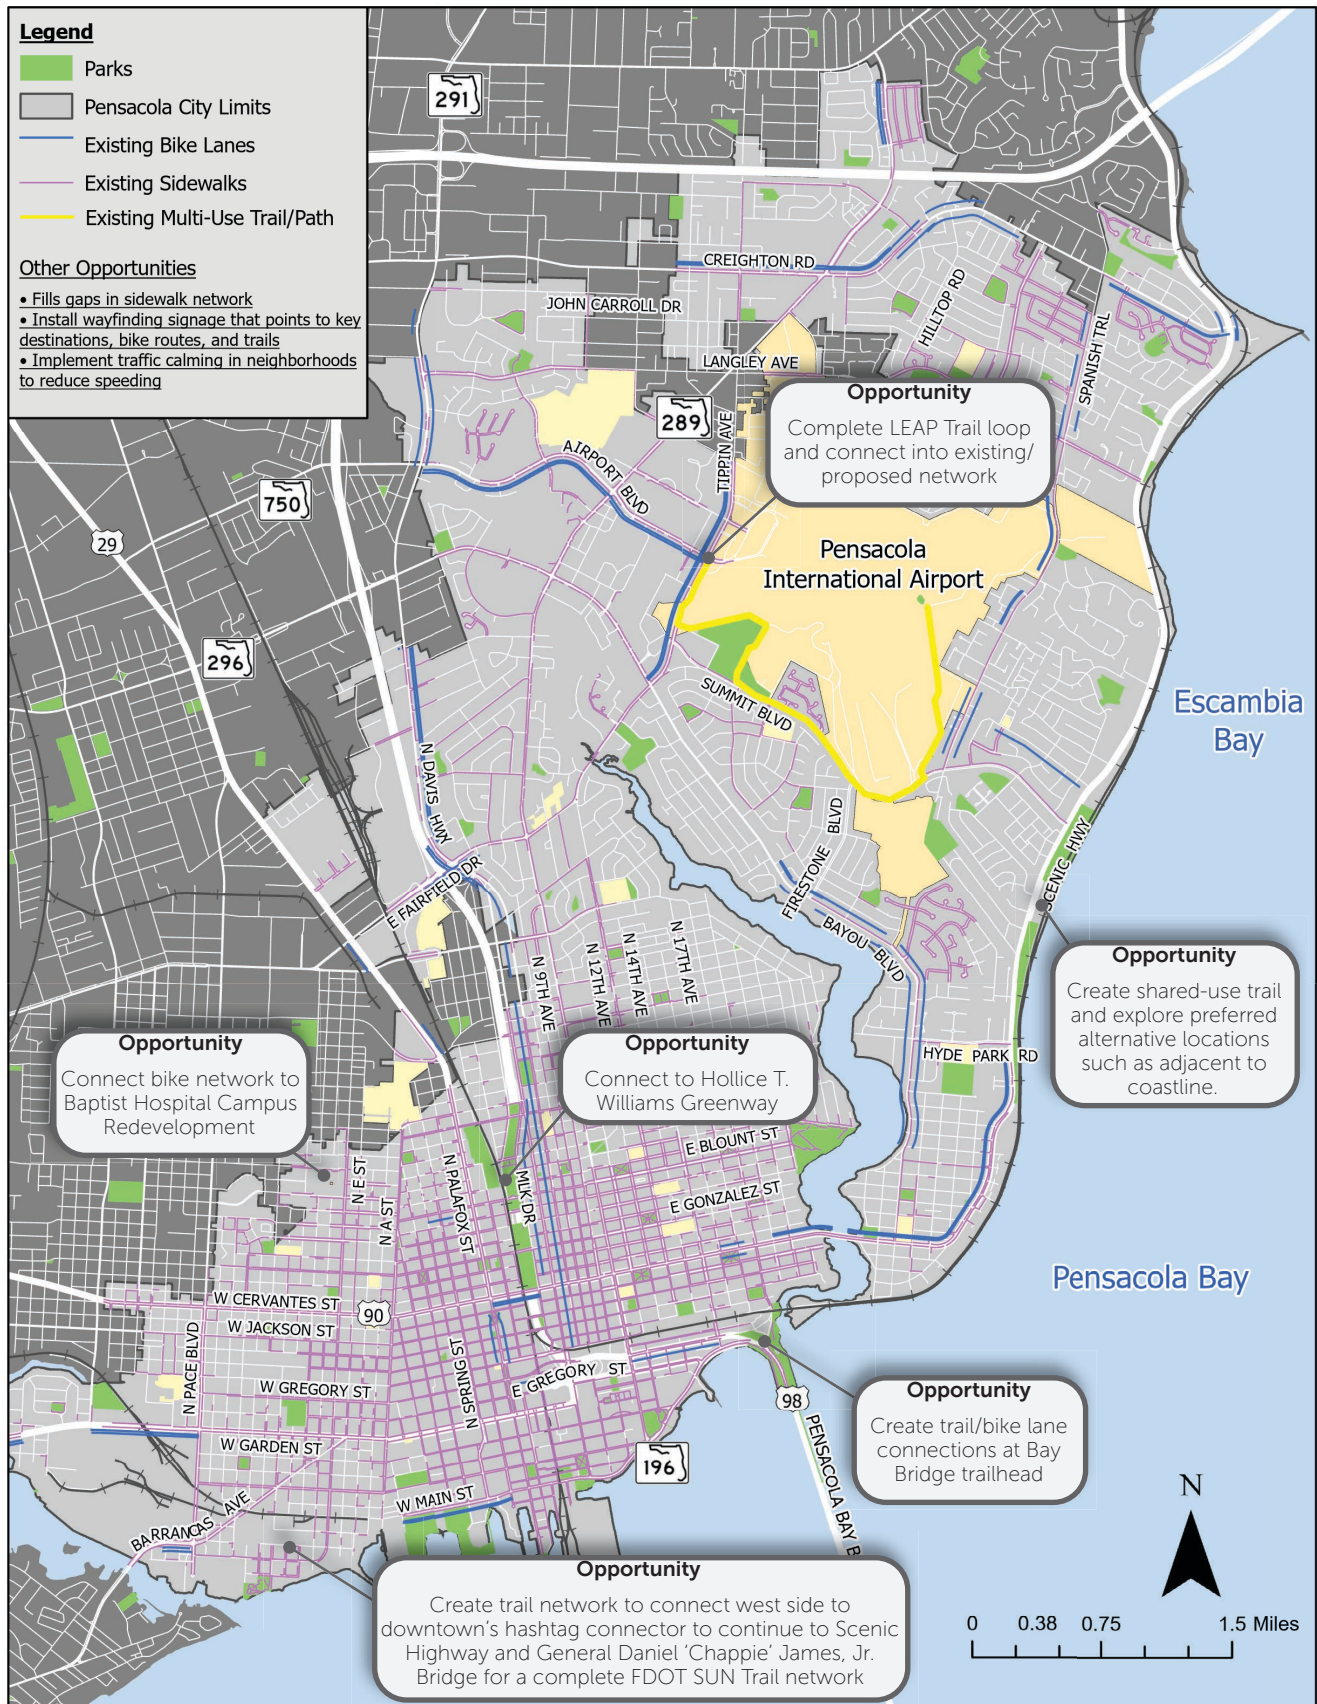 Legend
Parks
Pensacola City Limits
Existing Bike Lanes
Existing Sidewalks
Existing Multi-Use Trail/Path
Other Opportunities
• Fills gaps in sidewalk network
• Install wayfinding signage that points to key
destinations, bike routes, and trails
• Implement traffic calming in neighborhoods
to reduce speeding
291
CREIGHTON RD
JOHN CARROLL DR
HILLTOP RD
SPANISH TRL
LANGLEY AVE
289
TIPPIN AVE
AIRPORT BLVD
Opportunity
Complete LEAP Trail loop
and connect into existing/
proposed network
750
29
Pensacola
International Airport
296
SUMMIT BLVD
Escambia
Bay
N DAVIS HWY
FIRESTONE BLVD
SCENIC HWY
E FAIRFIELD DR
BAYOU BLVD
N 9TH AVE
N 12TH AVE
N 14TH AVE
N 17TH AVE
Opportunity
Create shared-use trail
and explore preferred
alternative locations
such as adjacent to
coastline.
HYDE PARK RD
Opportunity
Connect bike network to
Baptist Hospital Campus
Redevelopment
Opportunity
Connect to Hollice T.
Williams Greenway
E BLOUNT ST
N E ST
N A ST
N PALAFOX ST
MLK DR
E GONZALEZ ST
Pensacola Bay
W CERVANTES ST
90
W JACKSON ST
N PACE BLVD
N SPRING ST
W GREGORY ST
E GREGORY ST
98
PENSACOLA BAY B
Opportunity
Create trail/bike lane
connections at Bay
Bridge trailhead
W GARDEN ST
196
W MAIN ST
BARRANCAS AVE
N
Opportunity
Create trail network to connect west side to
downtown's hashtag connector to continue to Scenic
Highway and General Daniel 'Chappie' James, Jr.
Bridge for a complete FDOT SUN Trail network
0 0.38 0.75 1.5 Miles